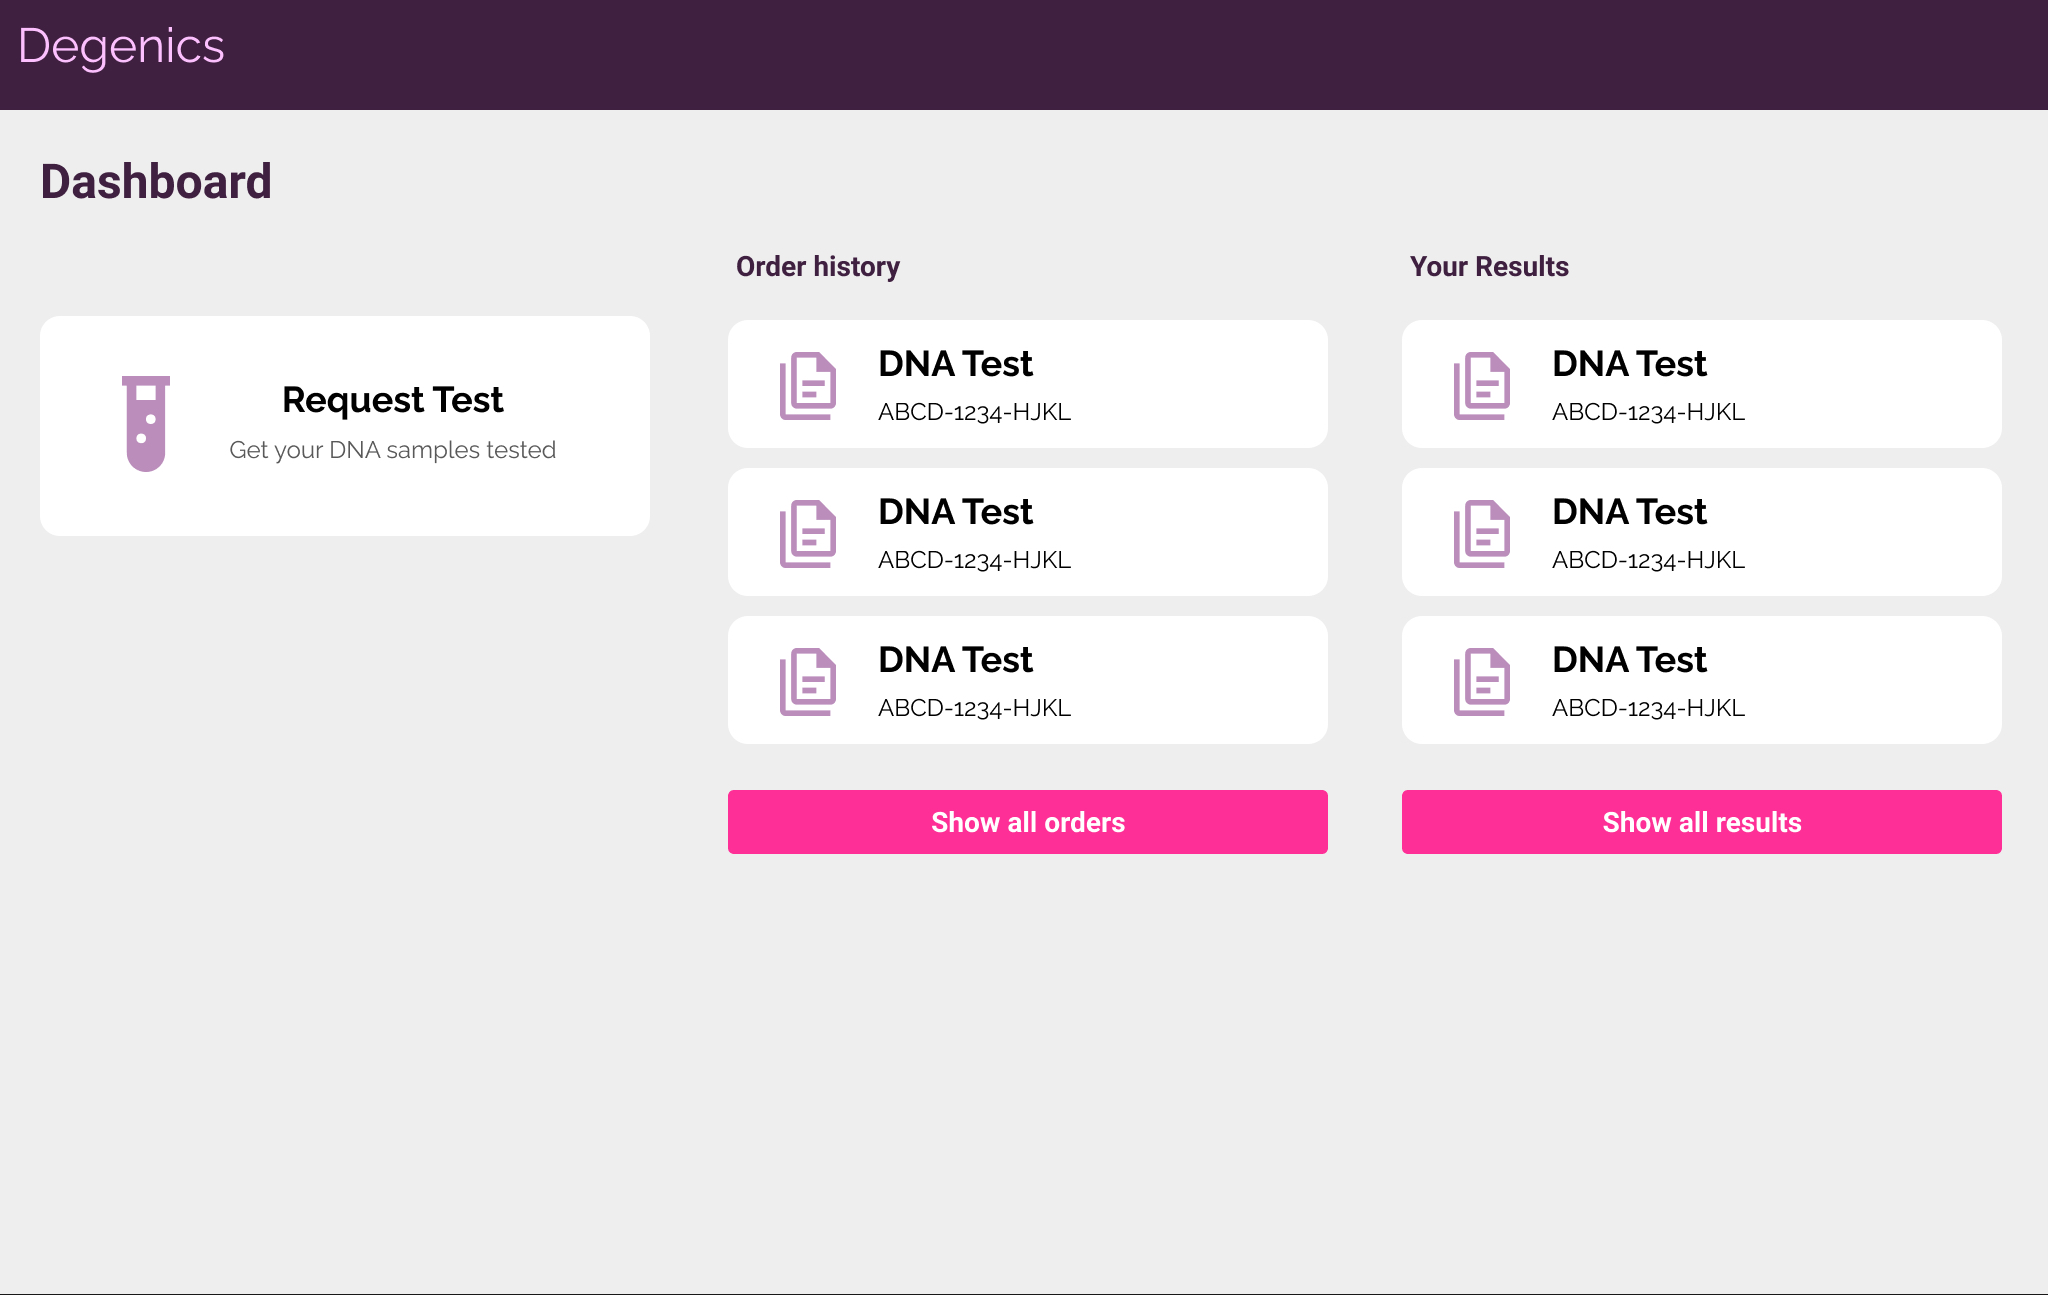 Degenics
Dashboard
Request Test
Get your DNA samples tested
Order history
DNA Test
ABCD-1234-HJKL
DNA Test
ABCD-1234-HJKL
DNA Test
ABCD-1234-HJKL
Show all orders
Your Results
DNA Test
ABCD-1234-HJKL
DNA Test
ABCD-1234-HJKL
DNA Test
ABCD-1234-HJKL
Show all results